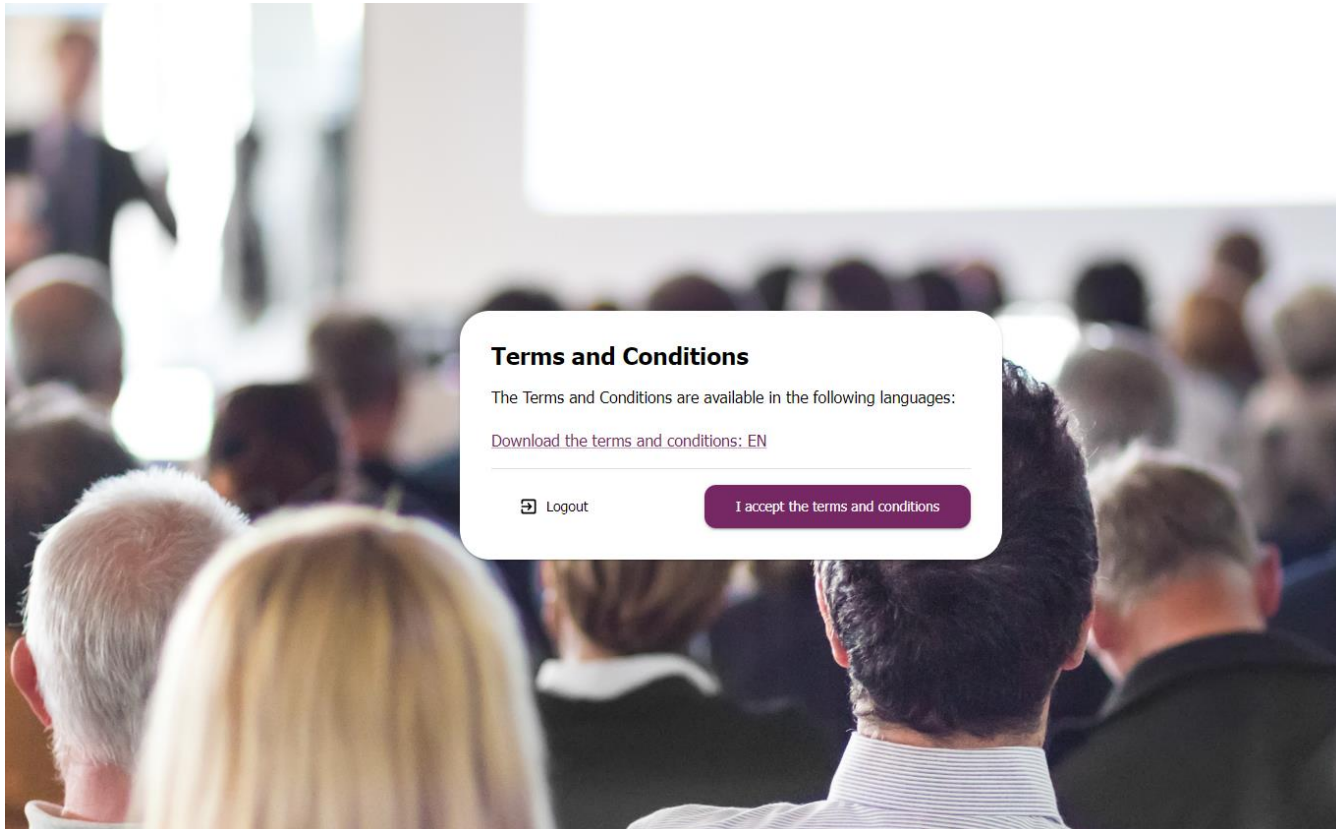 Terms and Conditions
The Terms and Conditions are available in the following languages:
Download the terms and conditions: EN
Logout
I accept the terms and conditions